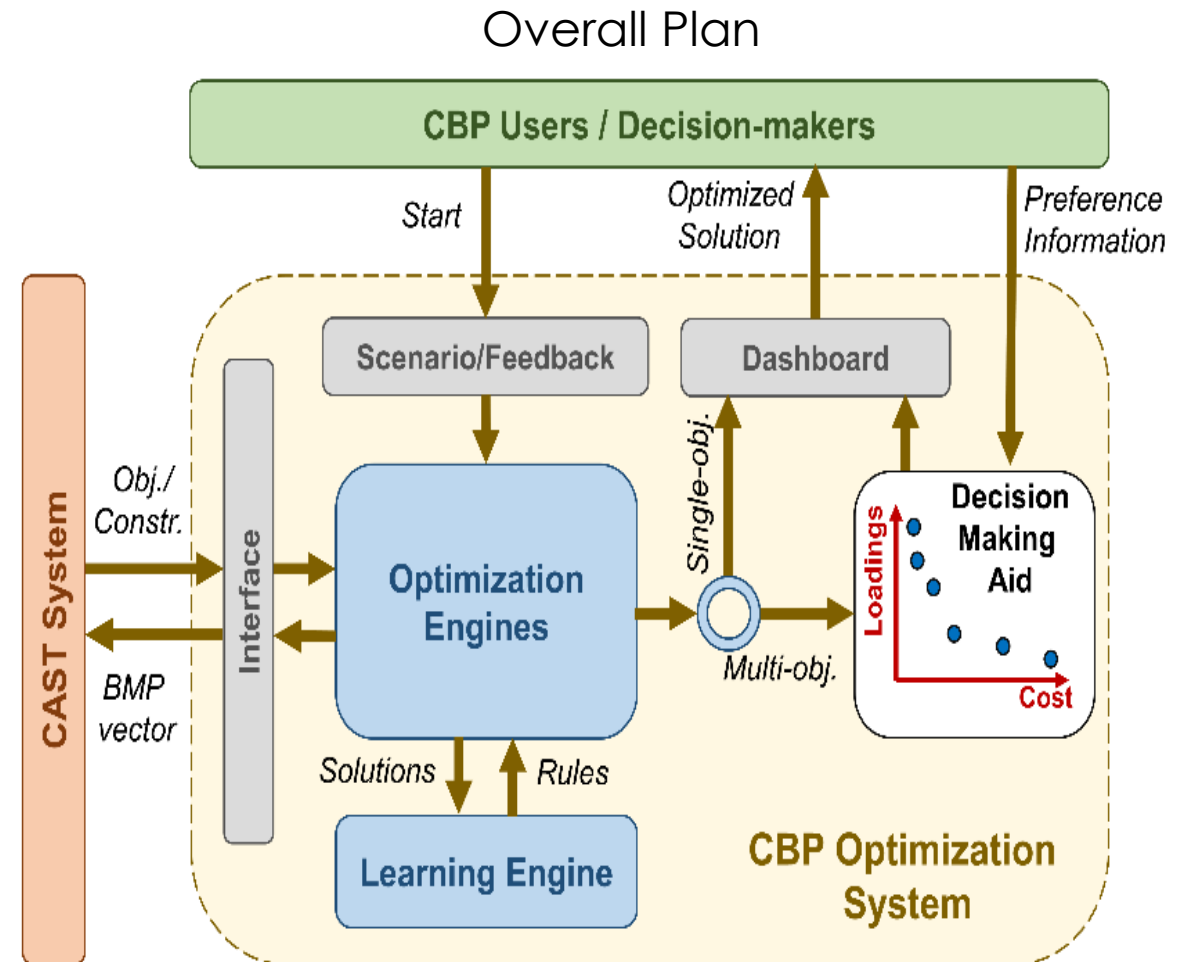 Overall Plan
CBP Users / Decision-makers
Start
Optimized
Solution
Preference
Information
Scenario/Feedback
Dashboard
CAST System
Obj./
Constr.
BMP
vector
Interface
Optimization
Engines
Single-obj.
Multi-obj.
Decision
Making
Aid
Loadings
Cost
Solutions
Rules
Learning Engine
CBP Optimization
System